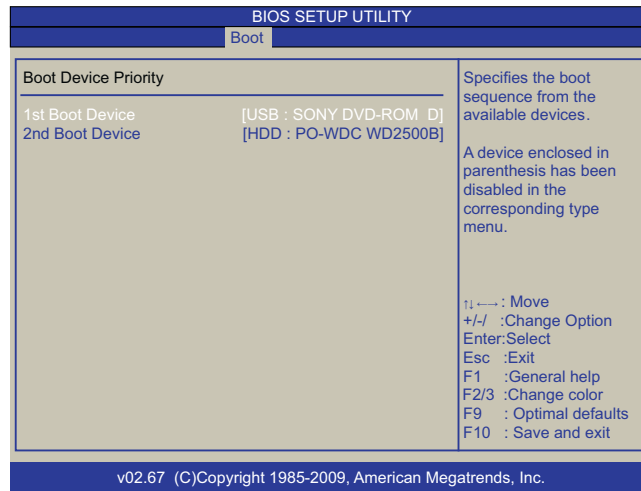 BIOS SETUP UTILITY
Boot
Boot Device Priority
1st Boot Device [USB : SONY DVD-ROM D]
2nd Boot Device [HDD : PO-WDC WD2500B]
Specifies the boot
sequence from the
available devices.
A device enclosed in
parenthesis has been
disabled in the
corresponding type
menu.
↑↓←→: Move
+/-/ :Change Option
Enter:Select
Esc :Exit
F1 :General help
F2/3 :Change color
F9 : Optimal defaults
F10 : Save and exit
v02.67 (C)Copyright 1985-2009, American Megatrends, Inc.